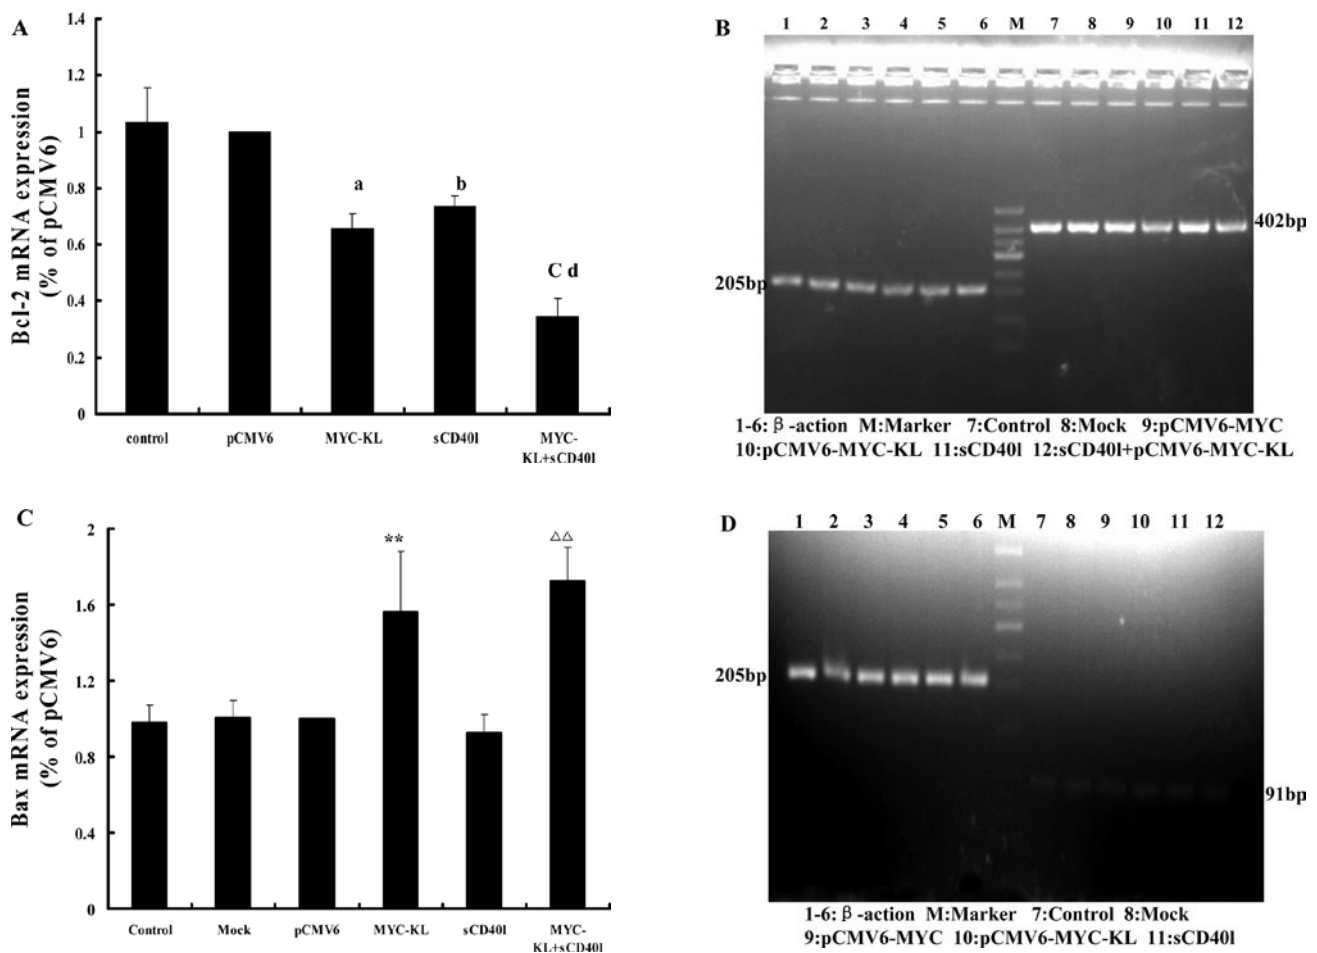 A
1.4
1.2
1
0.8
0.6
0.4
0.2
0
Bcl-2 mRNA expression
(% of pCMV6)
a
b
C d
control pCMV6 MYC-KL sCD40l MYC-
KL+sCD40l
B
1 2 3 4 5 6 M 7 8 9 10 11 12
402bp
205bp
1-6: β -action M:Marker 7:Control 8:Mock 9:pCMV6-MYC
10:pCMV6-MYC-KL 11:sCD40l 12:sCD40l+pCMV6-MYC-KL
C
2
1.6
1.2
0.8
0.4
0
Bax mRNA expression
(% of pCMV6)
**
△△
Control Mock pCMV6 MYC-KL sCD40l MYC-
KL+sCD40l
D
1 2 3 4 5 6 M 7 8 9 10 11 12
205bp
91bp
1-6: β -action M:Marker 7:Control 8:Mock
9:pCMV6-MYC 10:pCMV6-MYC-KL 11:sCD40l